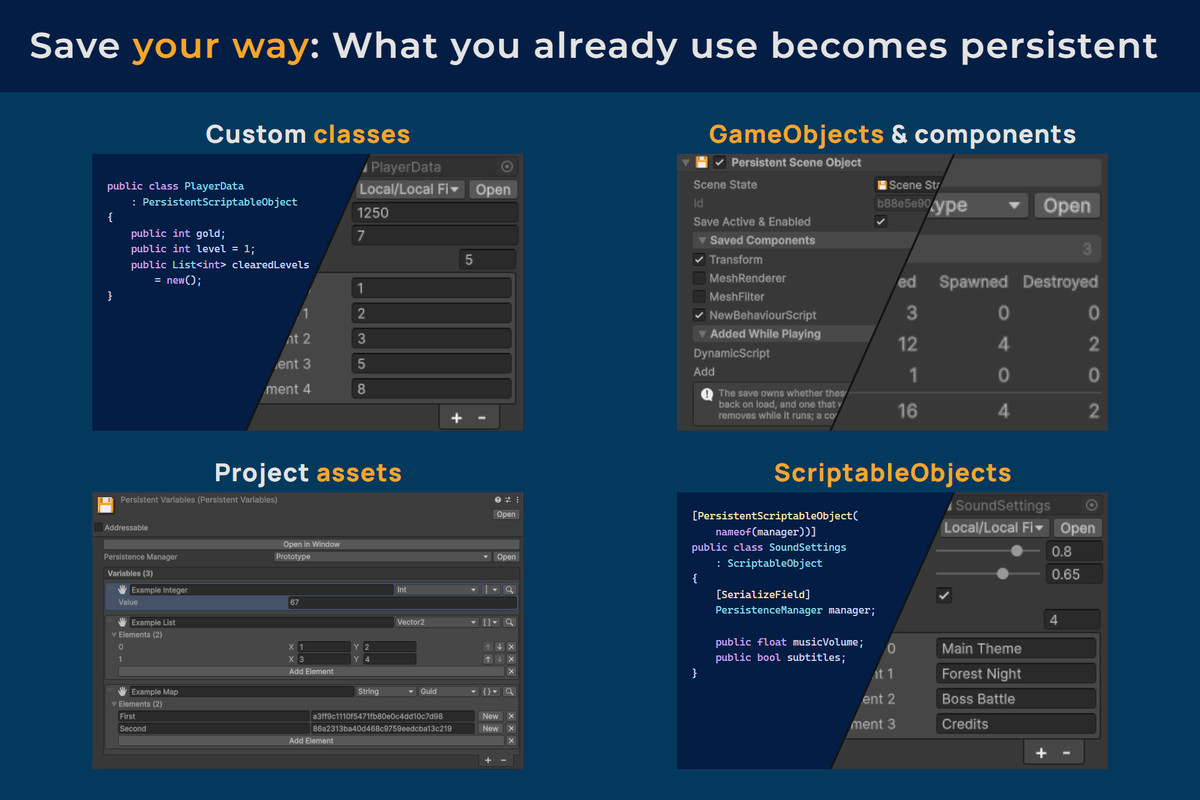 Save your way: What you already use becomes persistent
Custom classes
public class PlayerData
: PersistentScriptableObject
{
public int gold;
public int level = 1;
public List<int> clearedLevels
= new();
}
PlayerData
Local/Local Fi
Open
1250
7
5
1
1
2
nt 2
3
ent 3
5
ment 4
8
+ -
GameObjects & components
Persistent Scene Object
Scene State
Scene Sta
Id
b88e5e90
Save Active & Enabled
Saved Components
Transform
MeshRenderer
MeshFilter
NewBehaviourScript
Added While Playing
DynamicScript
Add
The save owns whether thes
back on load, and one that
removes while it runs; a co
type
Open
3
ed Spawned Destroyed
3 0 0
12 4 2
1 0 0
16 4 2
Project assets
Persistent Variables (Persistent Variables)
Open
Addressable
Open in Window
Persistence Manager Prototype Open
Variables (3)
Example Integer Int
Value 67
Example List Vector2 [ ]
Elements (2)
0 X 1 Y 2
1 X 3 Y 4
Add Element
Example Map String Guid { }
Elements (2)
First a3ff9c1110f5471fb80e0c4dd10c7d98 New
Second 86a2313ba40d468c9759eedcba13c219 New
Add Element
+ -
ScriptableObjects
[PersistentScriptableObject(
nameof(manager))]
public class SoundSettings
: ScriptableObject
{
[SerializeField]
PersistenceManager manager;
public float musicVolume;
public bool subtitles;
}
SoundSettings
Local/Local Fi
Open
0.8
0.65
4
0
Main Theme
nt 1
Forest Night
ent 2
Boss Battle
ment 3
Credits
+ -